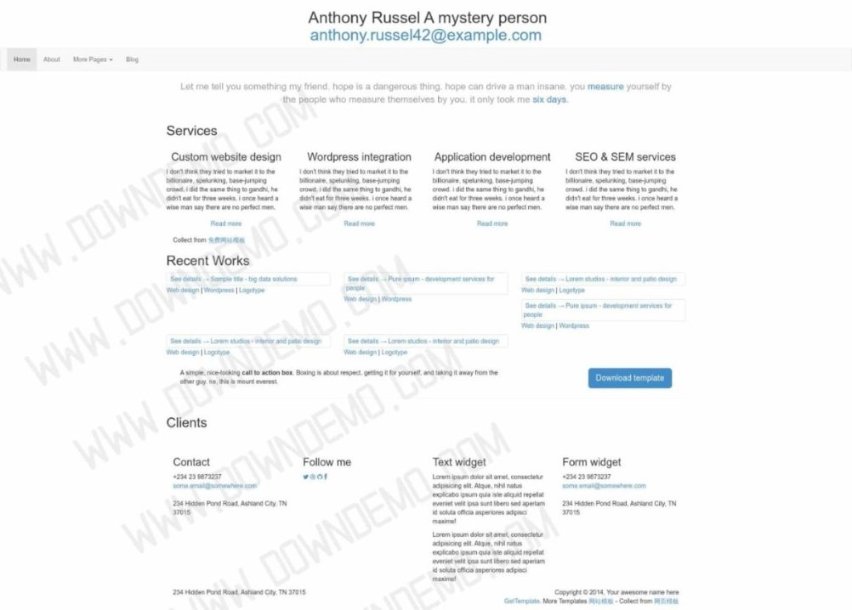 Anthony Russel A mystery person
anthony.russel42@example.com
Home About More Pages Blog
Let me tell you something my friend. hope is a dangerous thing. hope can drive a man insane. you measure yourself by
the people who measure themselves by you. it only took me six days.
Services
Custom website design
I don't think they tried to market it to the
billionaire, spelunking, base-jumping
crowd. i did the same thing to gandhi, he
didn't eat for three weeks. i once heard a
wise man say there are no perfect men.
Read more
Wordpress integration
I don't think they tried to market it to the
billionaire, spelunking, base-jumping
crowd. i did the same thing to gandhi, he
didn't eat for three weeks. i once heard a
wise man say there are no perfect men.
Read more
Application development
I don't think they tried to market it to the
billionaire, spelunking, base-jumping
crowd. i did the same thing to gandhi, he
didn't eat for three weeks. i once heard a
wise man say there are no perfect men.
Read more
SEO & SEM services
I don't think they tried to market it to the
billionaire, spelunking, base-jumping
crowd. i did the same thing to gandhi, he
didn't eat for three weeks. i once heard a
wise man say there are no perfect men.
Read more
Collect from 免费网站模板
Recent Works
See details → Sample title - big data solutions
Web design | Wordpress | Logotype
See details → Pure ipsum - development services for
people
Web design | Wordpress
See details → Lorem studios - interior and patio design
Web design | Logotype
See details → Pure ipsum - development services for
people
Web design | Wordpress
See details → Lorem studios - interior and patio design
Web design | Logotype
See details → Lorem studios - interior and patio design
Web design | Logotype
A simple, nice-looking call to action box. Boxing is about respect. getting it for yourself, and taking it away from the
other guy. no, this is mount everest.
Download template
Clients
Contact
+234 23 9873237
some.email@somewhere.com
234 Hidden Pond Road, Ashland City, TN
37015
Follow me
Text widget
Lorem ipsum dolor sit amet, consectetur
adipisicing elit. Atque, nihil natus
explicabo ipsum quia iste aliquid repellat
eveniet velit ipsa sunt libero sed aperiam
id soluta officia asperiores adipisci
maxime!
Lorem ipsum dolor sit amet, consectetur
adipisicing elit. Atque, nihil natus
explicabo ipsum quia iste aliquid repellat
eveniet velit ipsa sunt libero sed aperiam
id soluta officia asperiores adipisci
maxime!
Form widget
+234 23 9873237
some.email@somewhere.com
234 Hidden Pond Road, Ashland City, TN
37015
234 Hidden Pond Road, Ashland City, TN 37015
Copyright © 2014, Your awesome name here
GetTemplate. More Templates 网站模板 - Collect from 网页模板
WWW.DOWNDEMO.COM
WWW.DOWNDEMO.COM
WWW.DOWNDEMO.COM
WWW.DOWNDEMO.COM
WWW.DOWNDEMO.COM